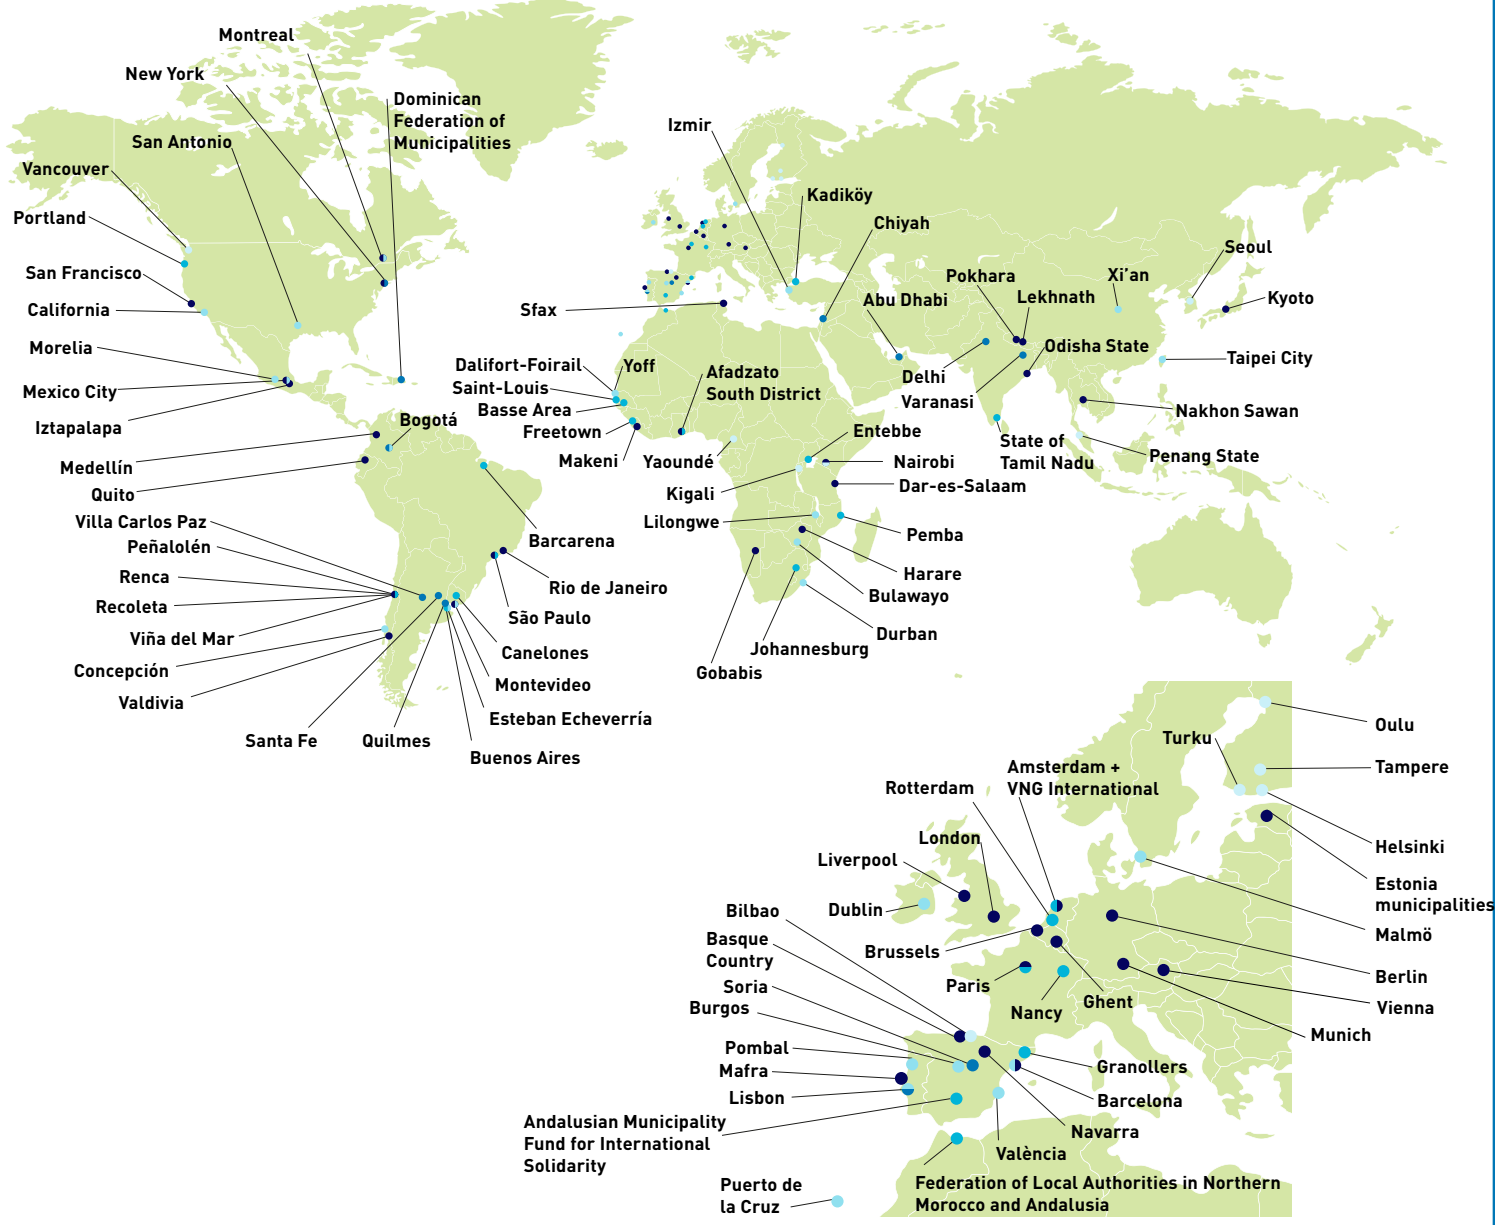 Montreal
New York
Dominican
Federation of
Municipalities
San Antonio
Vancouver
Portland
San Francisco
California
Morelia
Mexico City
Iztapalapa
Bogotá
Medellín
Quito
Villa Carlos Paz
Peñalolén
Renca
Recoleta
Viña del Mar
Concepción
Valdivia
Santa Fe
Quilmes
Buenos Aires
Esteban Echeverría
Montevideo
Canelones
São Paulo
Rio de Janeiro
Barcarena
Izmir
Kadiköy
Chiyah
Sfax
Abu Dhabi
Pokhara
Lekhnath
Xi’an
Seoul
Kyoto
Odisha State
Taipei City
Delhi
Varanasi
Nakhon Sawan
State of
Tamil Nadu
Penang State
Dalifort-Foirail
Yoff
Saint-Louis
Basse Area
Freetown
Makeni
Afadzato
South District
Yaoundé
Entebbe
Nairobi
Kigali
Dar-es-Salaam
Lilongwe
Pemba
Harare
Bulawayo
Durban
Johannesburg
Gobabis
Oulu
Turku
Tampere
Amsterdam +
VNG International
Rotterdam
London
Liverpool
Helsinki
Estonia
municipalities
Dublin
Malmö
Bilbao
Basque
Country
Brussels
Berlin
Soria
Paris
Ghent
Vienna
Burgos
Nancy
Munich
Pombal
Mafra
Granollers
Lisbon
Barcelona
Andalusian Municipality
Fund for International
Solidarity
Navarra
València
Puerto de
la Cruz
Federation of Local Authorities in Northern
Morocco and Andalusia